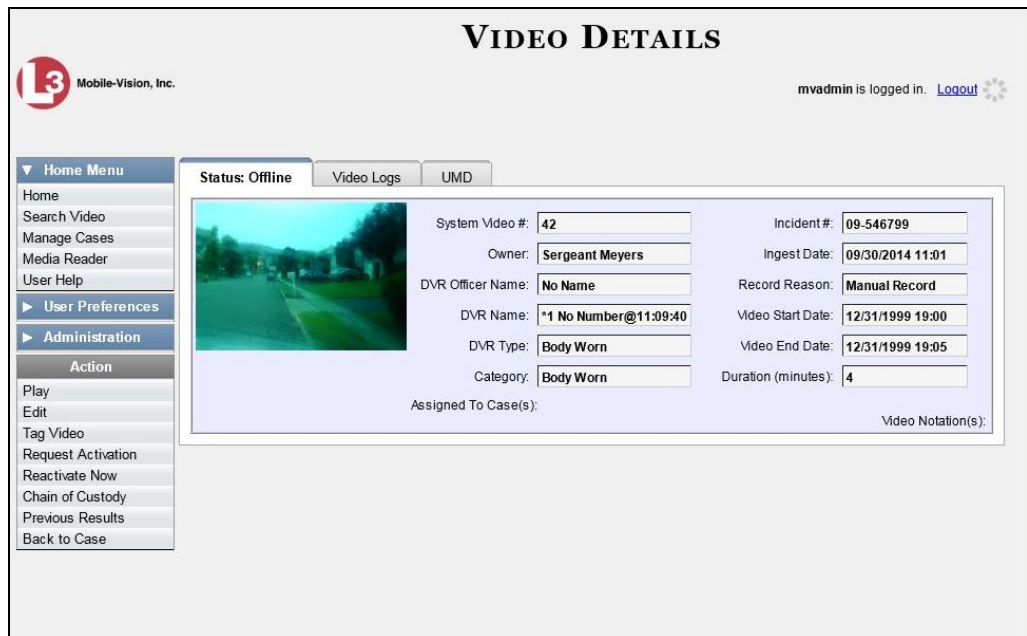 VIDEO DETAILS
L3 Mobile-Vision, Inc.
mvadmin is logged in. Logout
▼ Home Menu
Home
Search Video
Manage Cases
Media Reader
User Help
▶ User Preferences
▶ Administration
Action
Play
Edit
Tag Video
Request Activation
Reactivate Now
Chain of Custody
Previous Results
Back to Case
Status: Offline Video Logs UMD
System Video #: 42 Incident #: 09-546799
Owner: Sergeant Meyers Ingest Date: 09/30/2014 11:01
DVR Officer Name: No Name Record Reason: Manual Record
DVR Name: *1 No Number@11:09:40 Video Start Date: 12/31/1999 19:00
DVR Type: Body Worn Video End Date: 12/31/1999 19:05
Category: Body Worn Duration (minutes): 4
Assigned To Case(s):
Video Notation(s):